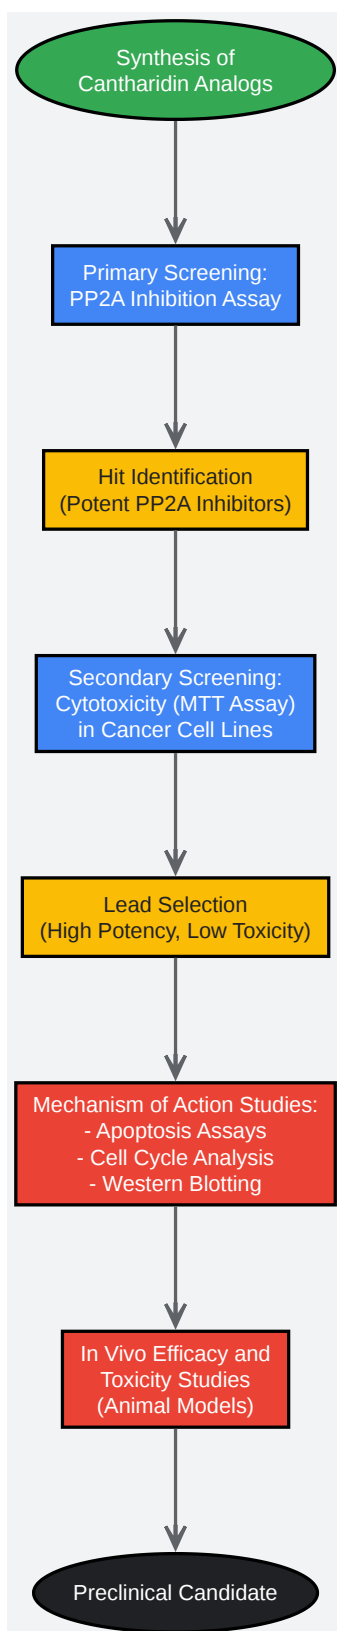 Synthesis of
Cantharidin Analogs
Primary Screening:
PP2A Inhibition Assay
Hit Identification
(Potent PP2A Inhibitors)
Secondary Screening:
Cytotoxicity (MTT Assay)
in Cancer Cell Lines
Lead Selection
(High Potency, Low Toxicity)
Mechanism of Action Studies:
- Apoptosis Assays
- Cell Cycle Analysis
- Western Blotting
In Vivo Efficacy and
Toxicity Studies
(Animal Models)
Preclinical Candidate